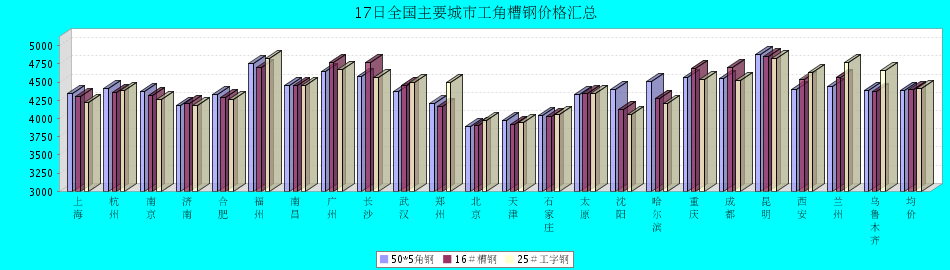 17日全国主要城市工角槽钢价格汇总
5000
4750
4500
4250
4000
3750
3500
3250
3000
上海
杭州
南京
济南
合肥
福州
南昌
广州
长沙
武汉
郑州
北京
天津
石家庄
太原
沈阳
哈尔滨
重庆
成都
昆明
西安
兰州
乌鲁木齐
均价
50*5角钢 16#槽钢 25#工字钢